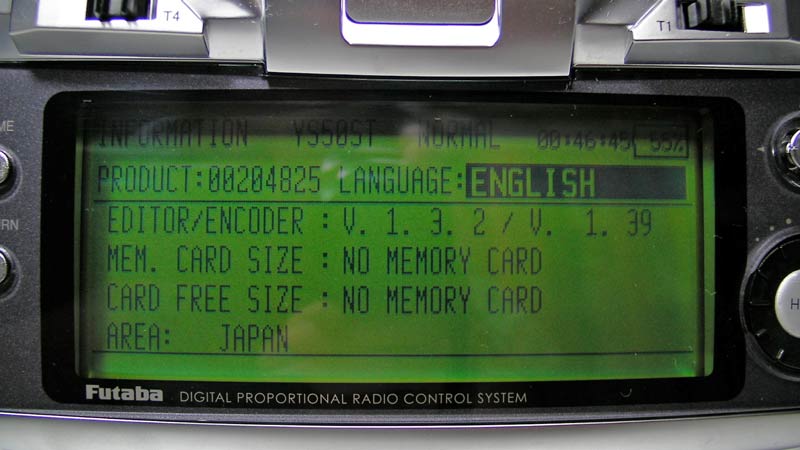 T4
T1
INFORMATION YS50ST NORMAL 00:46:45 55%
PRODUCT:00204825 LANGUAGE:ENGLISH
EDITOR/ENCODER : V. 1. 3. 2 / V. 1. 39
MEM. CARD SIZE : NO MEMORY CARD
CARD FREE SIZE : NO MEMORY CARD
AREA: JAPAN
Futaba DIGITAL PROPORTIONAL RADIO CONTROL SYSTEM